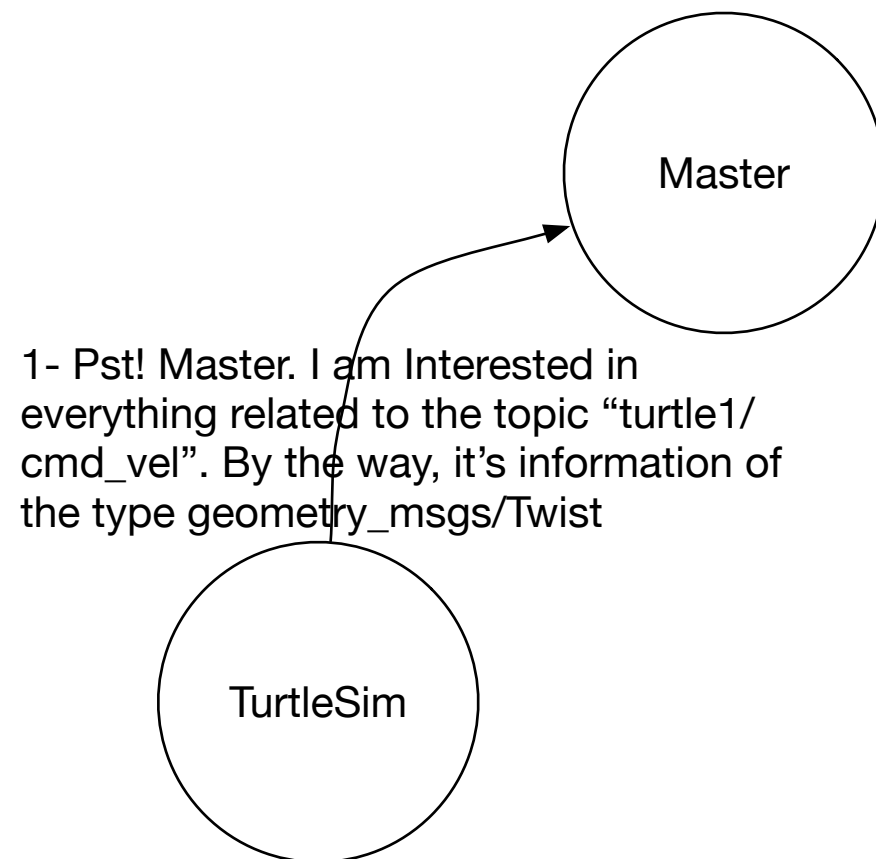 Master
1- Pst! Master. I am Interested in
everything related to the topic “turtle1/
cmd_vel”. By the way, it’s information of
the type geometry_msgs/Twist
TurtleSim